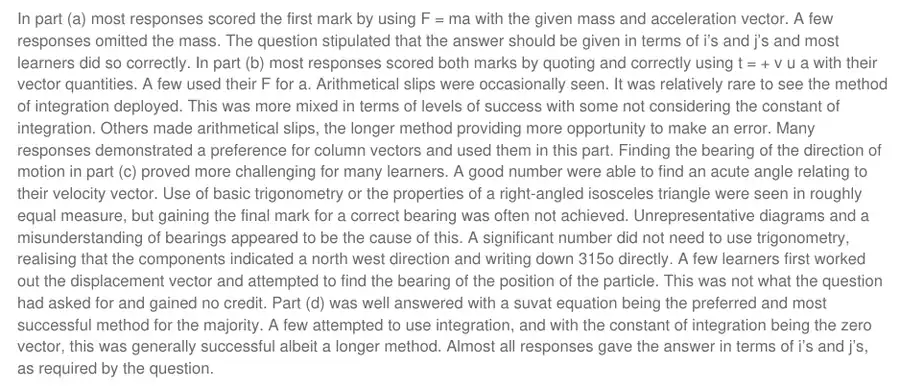 In part (a) most responses scored the first mark by using F = ma with the given mass and acceleration vector. A few
responses omitted the mass. The question stipulated that the answer should be given in terms of i's and j's and most
learners did so correctly. In part (b) most responses scored both marks by quoting and correctly using t = + v u a with their
vector quantities. A few used their F for a. Arithmetical slips were occasionally seen. It was relatively rare to see the method
of integration deployed. This was more mixed in terms of levels of success with some not considering the constant of
integration. Others made arithmetical slips, the longer method providing more opportunity to make an error. Many
responses demonstrated a preference for column vectors and used them in this part. Finding the bearing of the direction of
motion in part (c) proved more challenging for many learners. A good number were able to find an acute angle relating to
their velocity vector. Use of basic trigonometry or the properties of a right-angled isosceles triangle were seen in roughly
equal measure, but gaining the final mark for a correct bearing was often not achieved. Unrepresentative diagrams and a
misunderstanding of bearings appeared to be the cause of this. A significant number did not need to use trigonometry,
realising that the components indicated a north west direction and writing down 315o directly. A few learners first worked
out the displacement vector and attempted to find the bearing of the position of the particle. This was not what the question
had asked for and gained no credit. Part (d) was well answered with a suvat equation being the preferred and most
successful method for the majority. A few attempted to use integration, and with the constant of integration being the zero
vector, this was generally successful albeit a longer method. Almost all responses gave the answer in terms of i's and j's,
as required by the question.